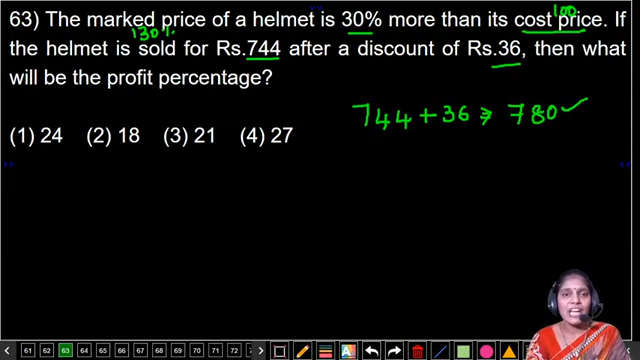 100
63) The marked price of a helmet is 30% more than its cost price. If
130%
the helmet is sold for Rs.744 after a discount of Rs.36, then what
will be the profit percentage?
744 + 36 ⇒ 780 ✓
(1) 24 (2) 18 (3) 21 (4) 27
61 62 63 64 65 66 67 68 69 70 71 72